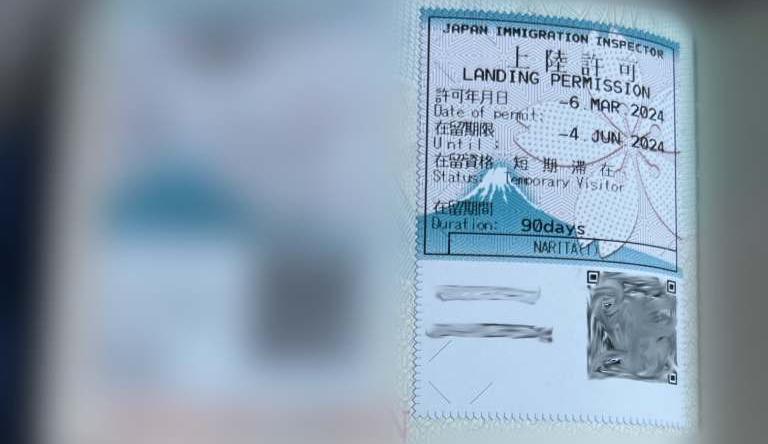 JAPAN IMMIGRATION INSPECTOR
上陸許可
LANDING PERMISSION
許可年月日 -6 MAR 2024
Date of permit:
在留期限 -4 JUN 2024
Until :
在留資格 短期滞在
Status: Temporary Visitor
在留期間
Duration: 90days
NARITA(1)